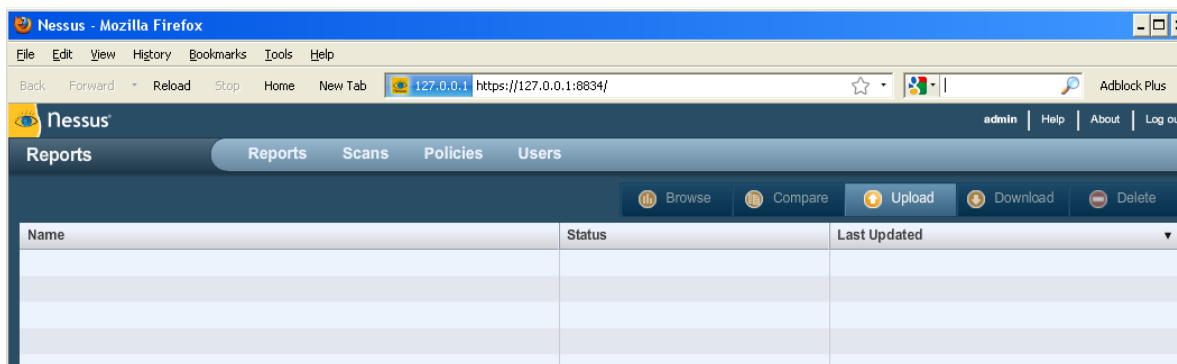 Nessus - Mozilla Firefox
File Edit View History Bookmarks Tools Help
Back Forward Reload Stop Home New Tab 127.0.0.1 https://127.0.0.1:8834/ Adblock Plus
Nessus admin Help About Log ou
Reports Reports Scans Policies Users
Browse Compare Upload Download Delete
Name Status Last Updated